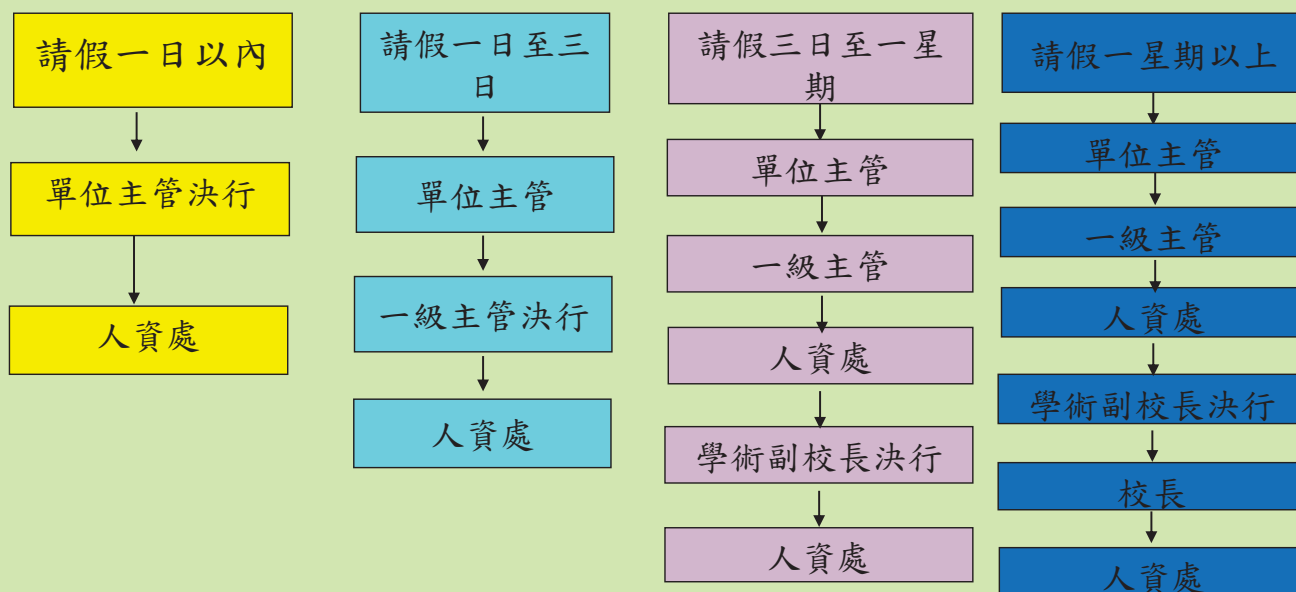 請假一日以內
單位主管決行
人資處
請假一日至三
日
單位主管
一級主管決行
人資處
請假三日至一星
期
單位主管
一級主管
人資處
學術副校長決行
人資處
請假一星期以上
單位主管
一級主管
人資處
學術副校長決行
校長
人資處